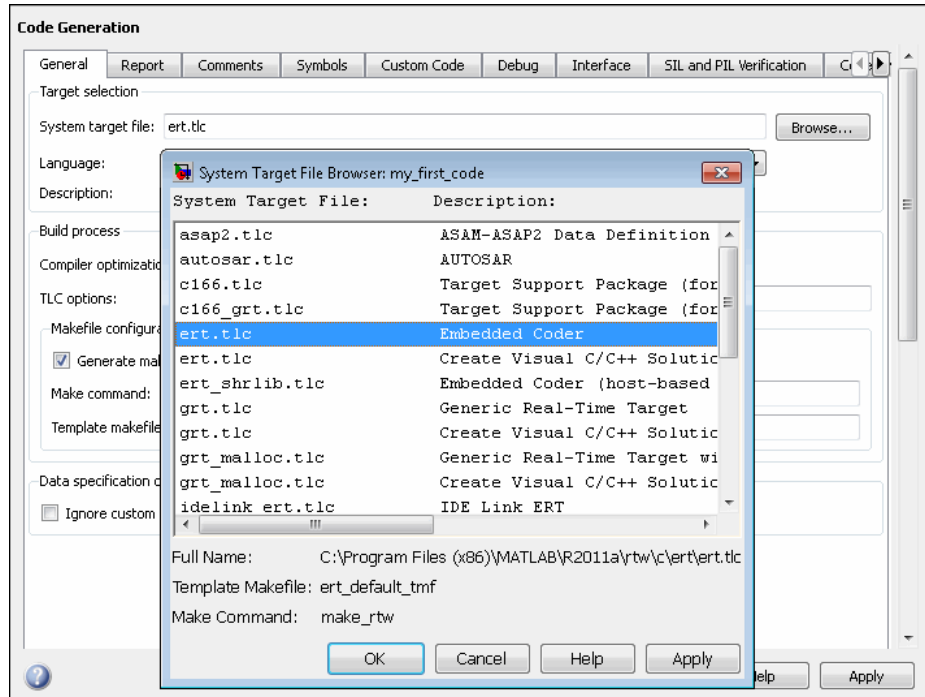 Code Generation
General Report Comments Symbols Custom Code Debug Interface SIL and PIL Verification
Target selection
System target file: ert.tlc Browse...
Language:
Description:
System Target File Browser: my_first_code
System Target File: Description:
asap2.tlc ASAM-ASAP2 Data Definition
autosar.tlc AUTOSAR
c166.tlc Target Support Package (for
c166_grt.tlc Target Support Package (for
ert.tlc Embedded Coder
ert.tlc Create Visual C/C++ Solutic
ert_shrlib.tlc Embedded Coder (host-based
grt.tlc Generic Real-Time Target
grt.tlc Create Visual C/C++ Solutic
grt_malloc.tlc Generic Real-Time Target wi
grt_malloc.tlc Create Visual C/C++ Solutic
idelink_ert.tlc IDE Link ERT
Build process
Compiler optimizatio
TLC options:
Makefile configura
Generate mal
Make command:
Template makefile
Data specification o
Ignore custom
Full Name: C:\Program Files (x86)\MATLAB\R2011a\rtw\c\ert\ert.tlc
Template Makefile: ert_default_tmf
Make Command: make_rtw
OK Cancel Help Apply
Help Apply